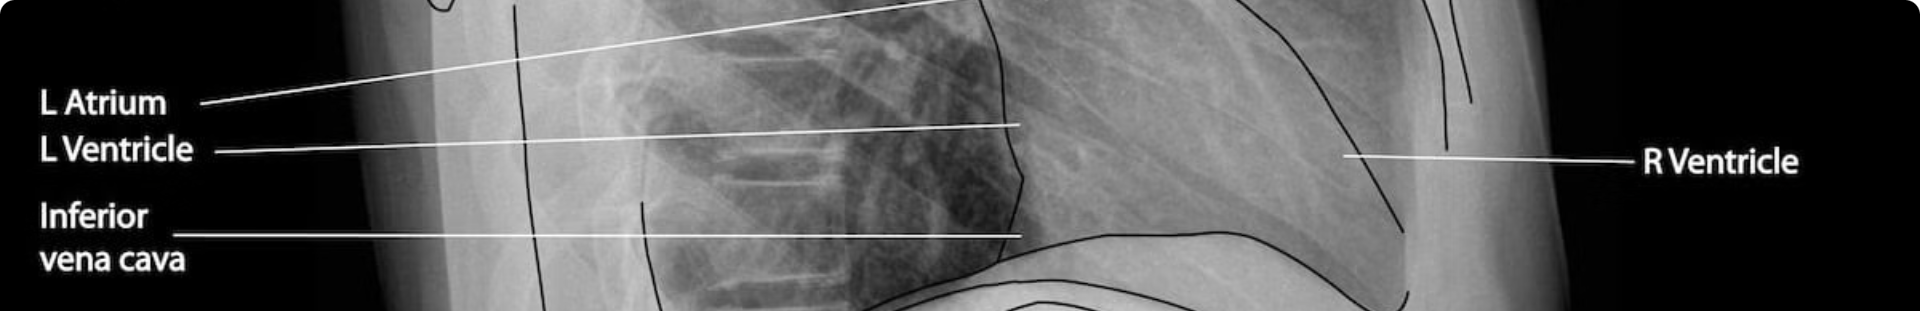 L Atrium
L Ventricle
Inferior
vena cava
R Ventricle